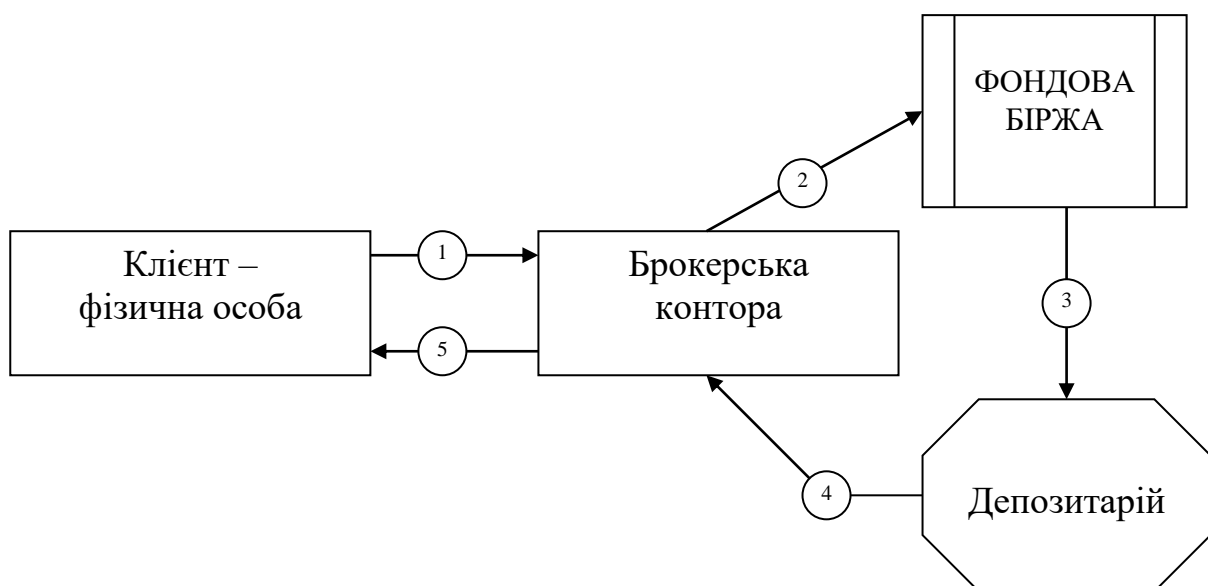 ФОНДОВА
БІРЖА
2
Клієнт –
фізична особа
1
Брокерська
контора
3
5
4
Депозитарій